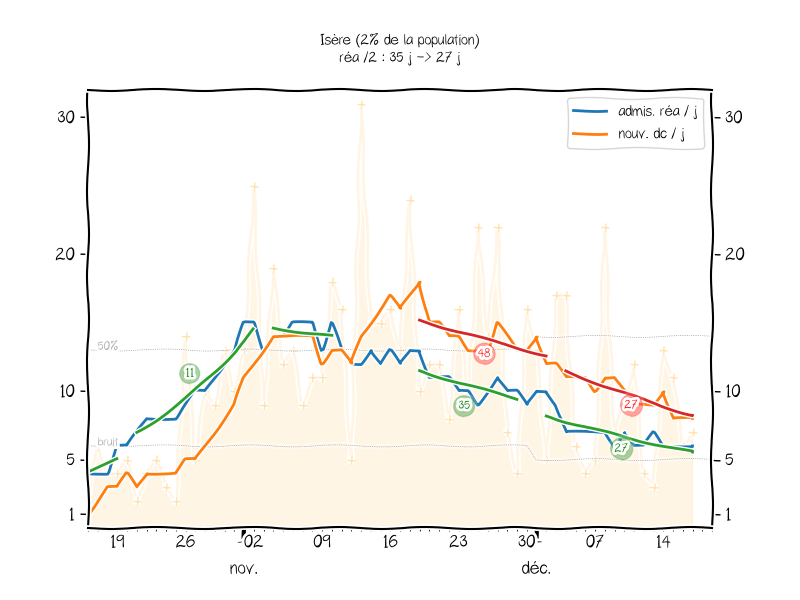 Isère (2% de la population)
réa /2 : 35 j -> 27 j
admis. réa / j
nouv. dc / j
30
30
20
20
50%
11
48
10
10
35
27
bruit
27
5
5
1
1
19 26 02 09 16 23 30 07 14
nov. déc.